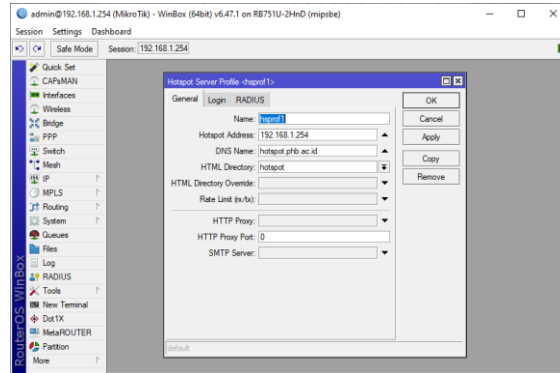 admin@192.168.1.254 (MikroTik) - WinBox (64bit) v6.47.1 on RB751U-2HnD (mipsbe)
Session Settings Dashboard
Safe Mode Session: 192.168.1.254
Quick Set
CAPsMAN
Interfaces
Wireless
Bridge
PPP
Switch
Mesh
IP
MPLS
Routing
System
Queues
Files
Log
RADIUS
Tools
New Terminal
Dot1X
MetaROUTER
Partition
More
RouterOS WinBox
Hotspot Server Profile <hsprof1>
General Login RADIUS
Name: hsprof1
Hotspot Address: 192.168.1.254
DNS Name: hotspot.phb.ac.id
HTML Directory: hotspot
HTML Directory Override:
Rate Limit (rx/tx):
HTTP Proxy:
HTTP Proxy Port: 0
SMTP Server:
OK
Cancel
Apply
Copy
Remove
default